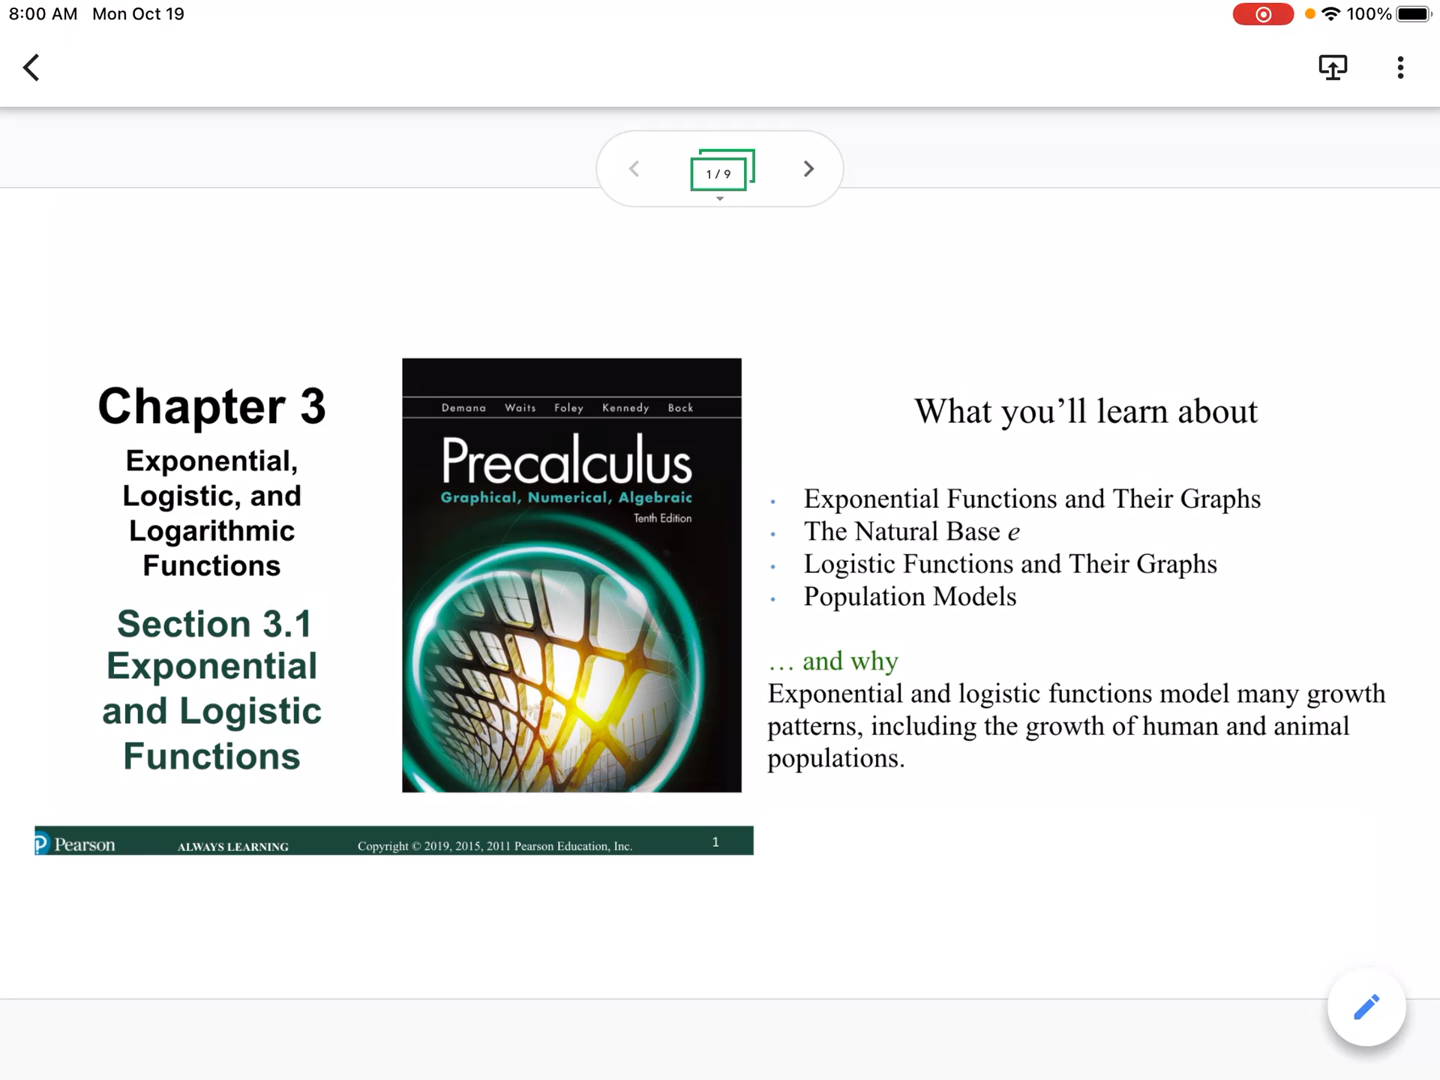 8:00 AM Mon Oct 19
100%
1 / 9
Chapter 3
Exponential,
Logistic, and
Logarithmic
Functions
Section 3.1
Exponential
and Logistic
Functions
Demana Waits Foley Kennedy Bock
Precalculus
Graphical, Numerical, Algebraic
Tenth Edition
What you’ll learn about
• Exponential Functions and Their Graphs
• The Natural Base e
• Logistic Functions and Their Graphs
• Population Models
… and why
Exponential and logistic functions model many growth
patterns, including the growth of human and animal
populations.
P Pearson ALWAYS LEARNING Copyright © 2019, 2015, 2011 Pearson Education, Inc. 1